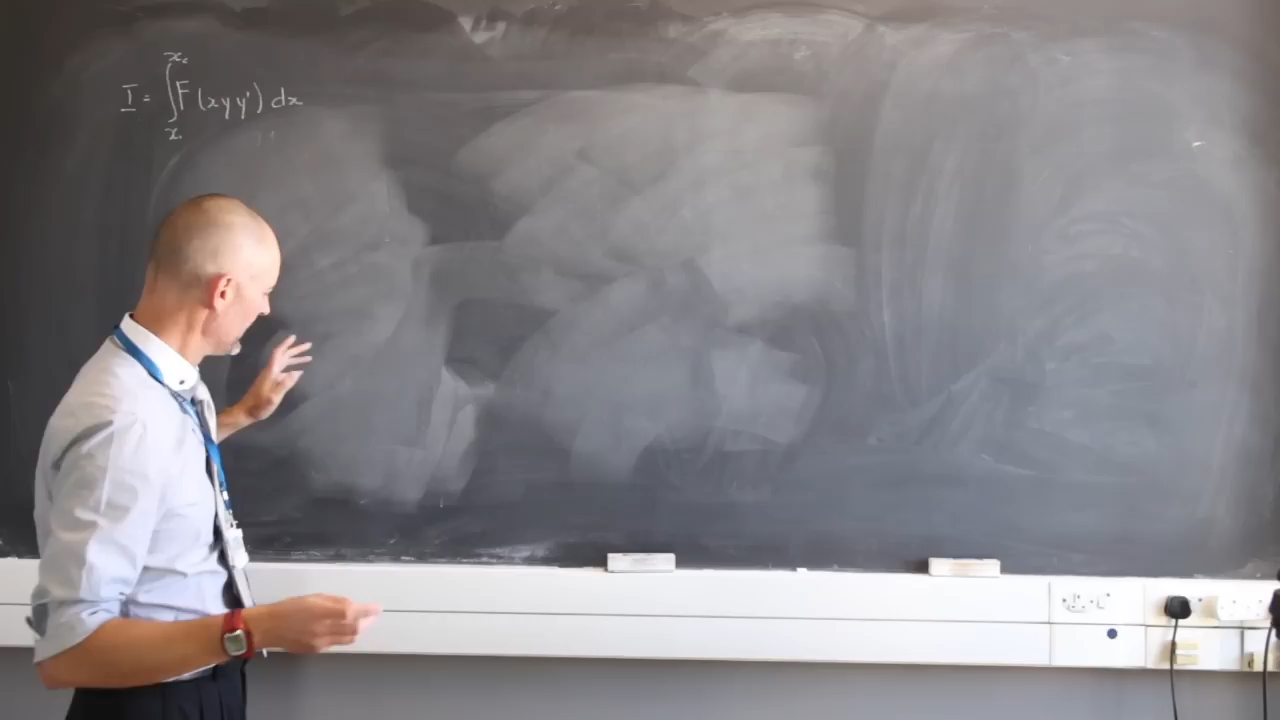 x₂
I = ∫F(x y y') dx
x₁